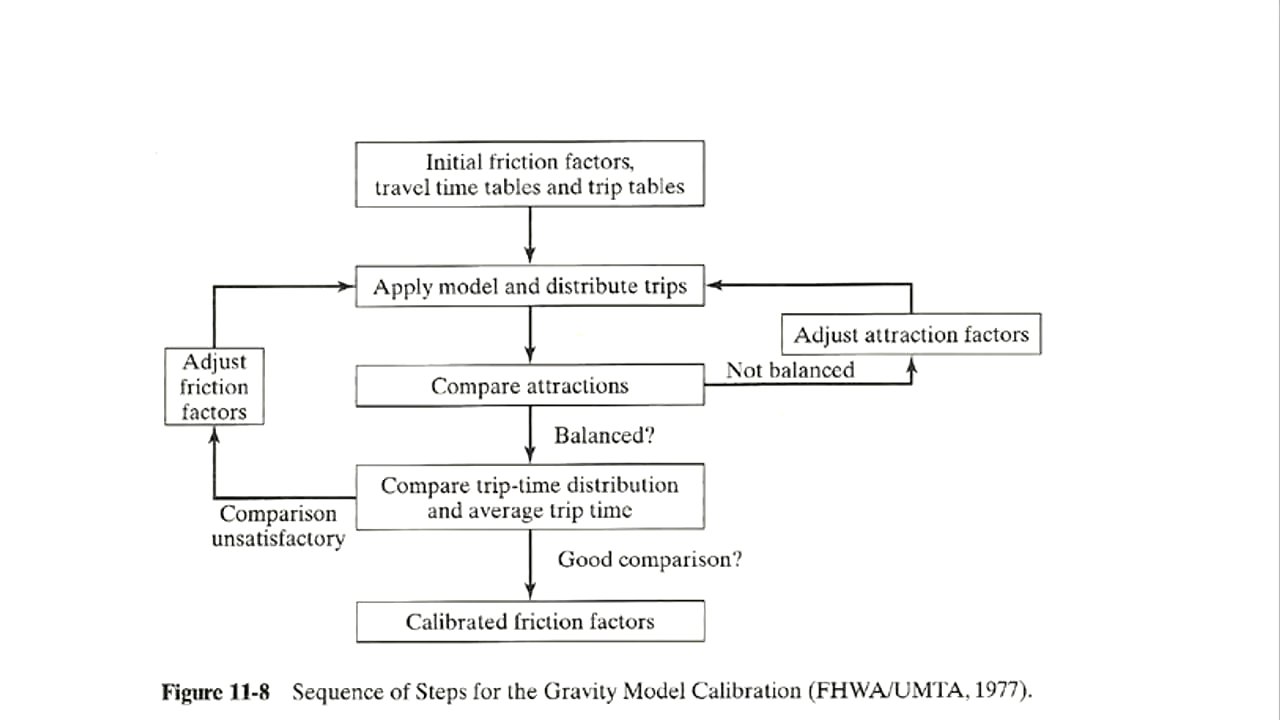 Initial friction factors,
travel time tables and trip tables
Apply model and distribute trips
Adjust attraction factors
Adjust
friction
factors
Not balanced
Compare attractions
Balanced?
Compare trip-time distribution
and average trip time
Comparison
unsatisfactory
Good comparison?
Calibrated friction factors
Figure 11-8 Sequence of Steps for the Gravity Model Calibration (FHWA/UMTA, 1977).